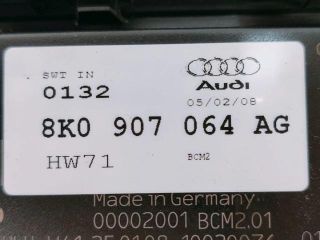 SWT IN
0132
Audi
05/02/08
8K0 907 064 AG
HW71
BCM2
Made in Germany
00002001 BCM2.01